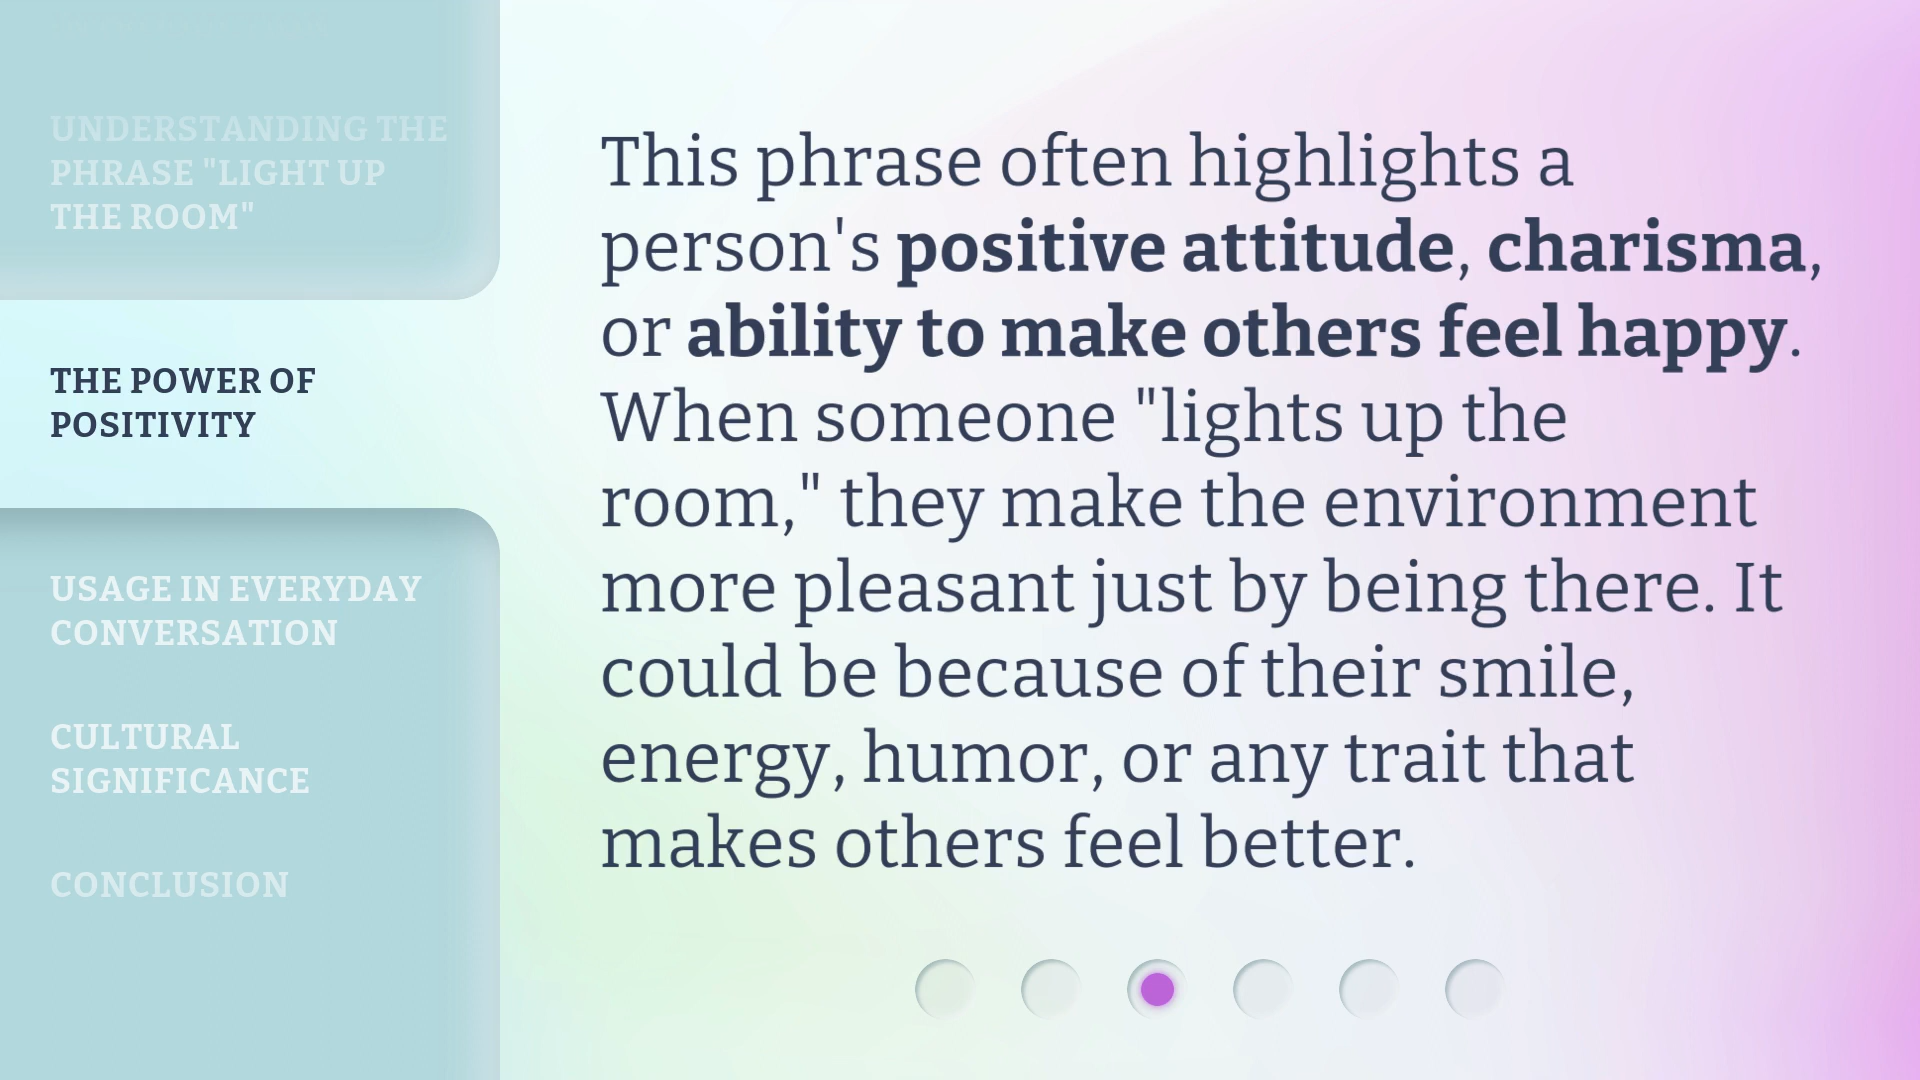 UNDERSTANDING THE
PHRASE "LIGHT UP
THE ROOM"
THE POWER OF
POSITIVITY
USAGE IN EVERYDAY
CONVERSATION
CULTURAL
SIGNIFICANCE
CONCLUSION
This phrase often highlights a
person's positive attitude, charisma,
or ability to make others feel happy.
When someone "lights up the
room," they make the environment
more pleasant just by being there. It
could be because of their smile,
energy, humor, or any trait that
makes others feel better.